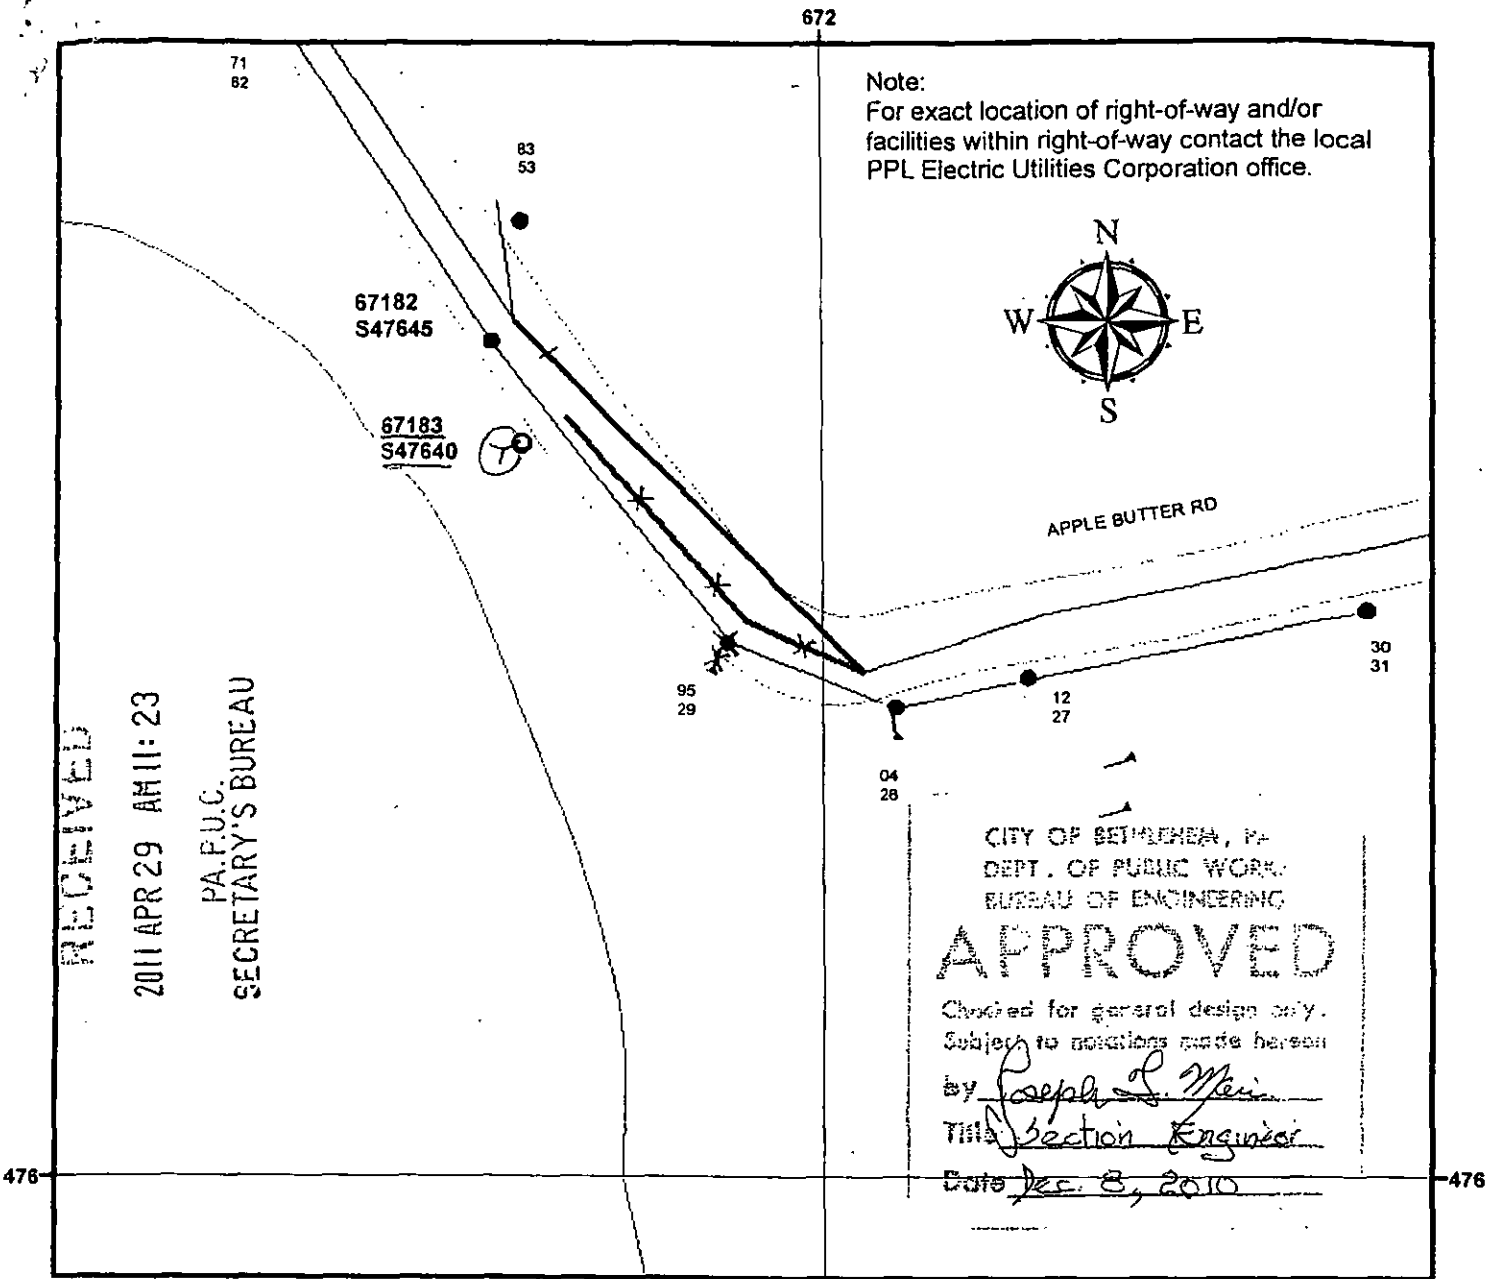 672
71
82
Note:
For exact location of right-of-way and/or
facilities within right-of-way contact the local
PPL Electric Utilities Corporation office.
83
53
N
W
E
S
67182
S47645
67183
S47640
APPLE BUTTER RD
30
31
95
29
12
27
04
28
RECEIVED
2011 APR 29 AM 11: 23
PA.P.U.C.
SECRETARY'S BUREAU
CITY OF BETHLEHEM, PA
DEPT. OF PUBLIC WORKS
BUREAU OF ENGINEERING
APPROVED
Checked for general design only.
Subject to notations made hereon
by Joseph L.
Title Section Engineer
Date Dec. 8, 2010
476
476